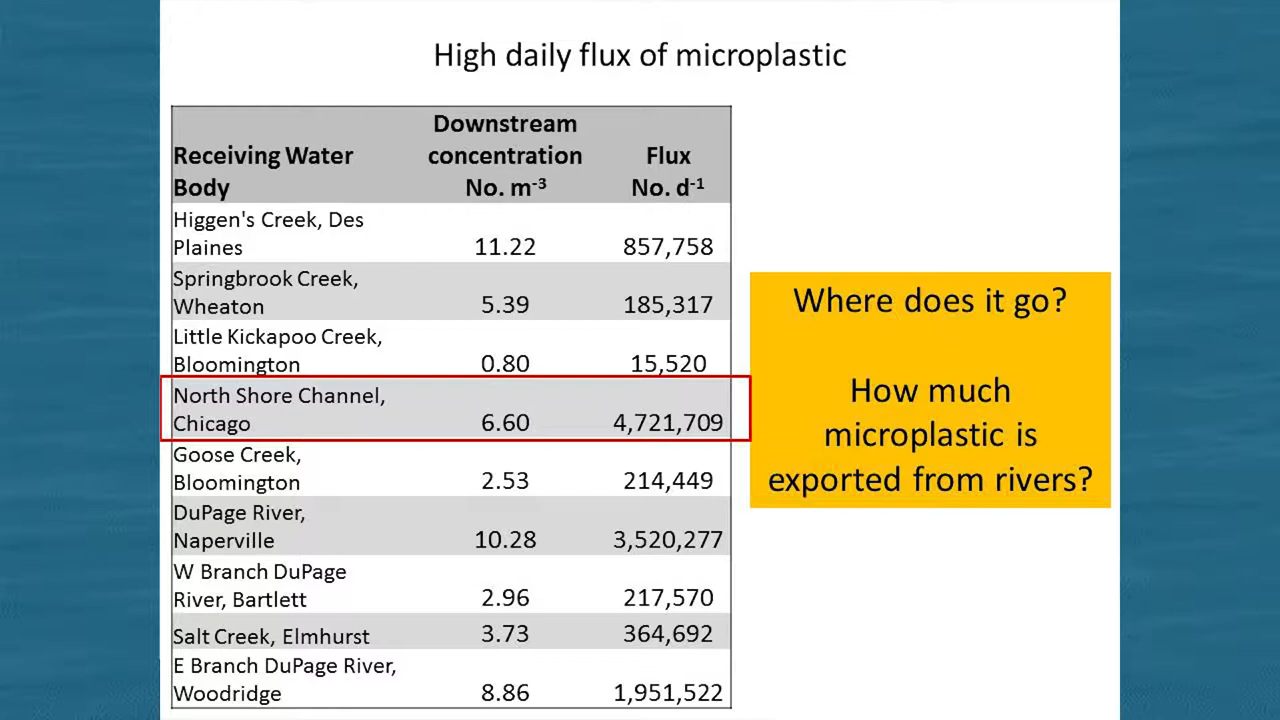 High daily flux of microplastic
Receiving Water Body
Downstream concentration No. m⁻³
Flux No. d⁻¹
Higgen's Creek, Des Plaines 11.22 857,758
Springbrook Creek, Wheaton 5.39 185,317
Little Kickapoo Creek, Bloomington 0.80 15,520
North Shore Channel, Chicago 6.60 4,721,709
Goose Creek, Bloomington 2.53 214,449
DuPage River, Naperville 10.28 3,520,277
W Branch DuPage River, Bartlett 2.96 217,570
Salt Creek, Elmhurst 3.73 364,692
E Branch DuPage River, Woodridge 8.86 1,951,522
Where does it go?
How much
microplastic is
exported from rivers?